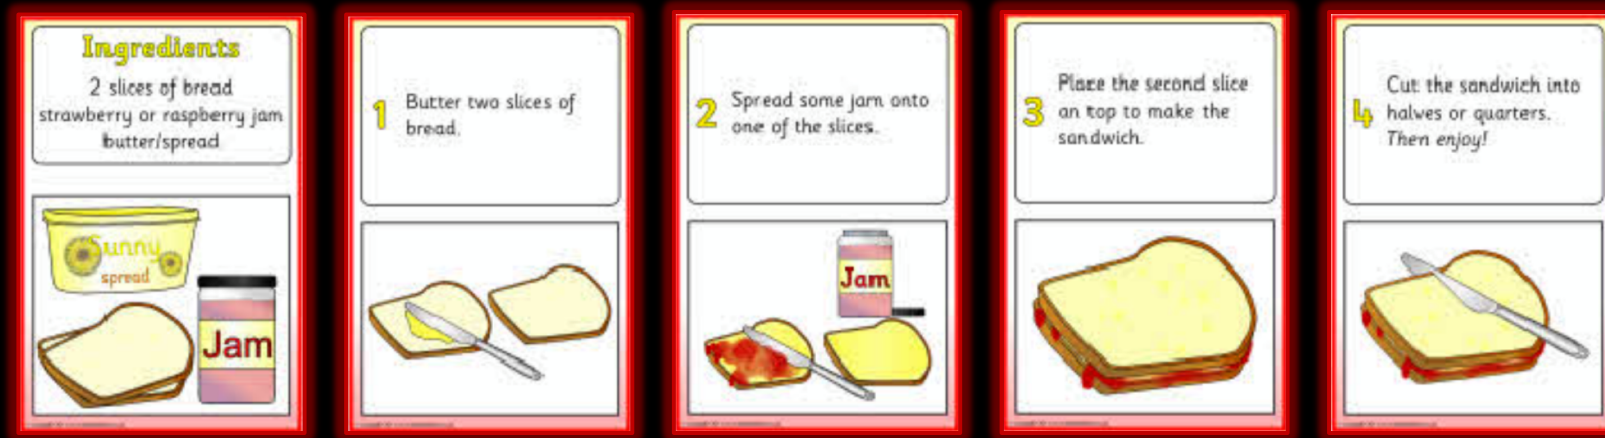 Ingredients
2 slices of bread
strawberry or raspberry jam
butter/spread
Sunny
spread
Jam
1
Butter two slices of
bread.
2
Spread some jam onto
one of the slices.
Jam
3
Place the second slice
on top to make the
sandwich.
4
Cut the sandwich into
halves or quarters.
Then enjoy!